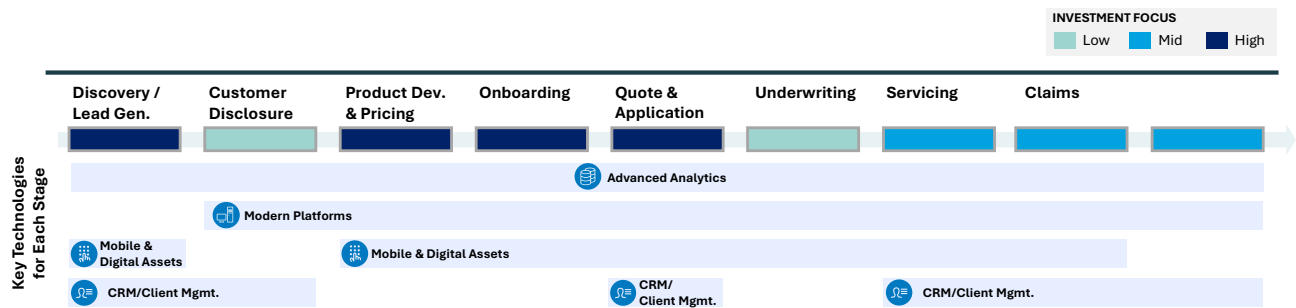 INVESTMENT FOCUS
Low
Mid
High
Discovery /
Lead Gen.
Customer
Disclosure
Product Dev.
& Pricing
Onboarding
Quote &
Application
Underwriting
Servicing
Claims
Key Technologies
for Each Stage
Advanced Analytics
Modern Platforms
Mobile &
Digital Assets
Mobile & Digital Assets
CRM/Client Mgmt.
CRM/
Client Mgmt.
CRM/Client Mgmt.